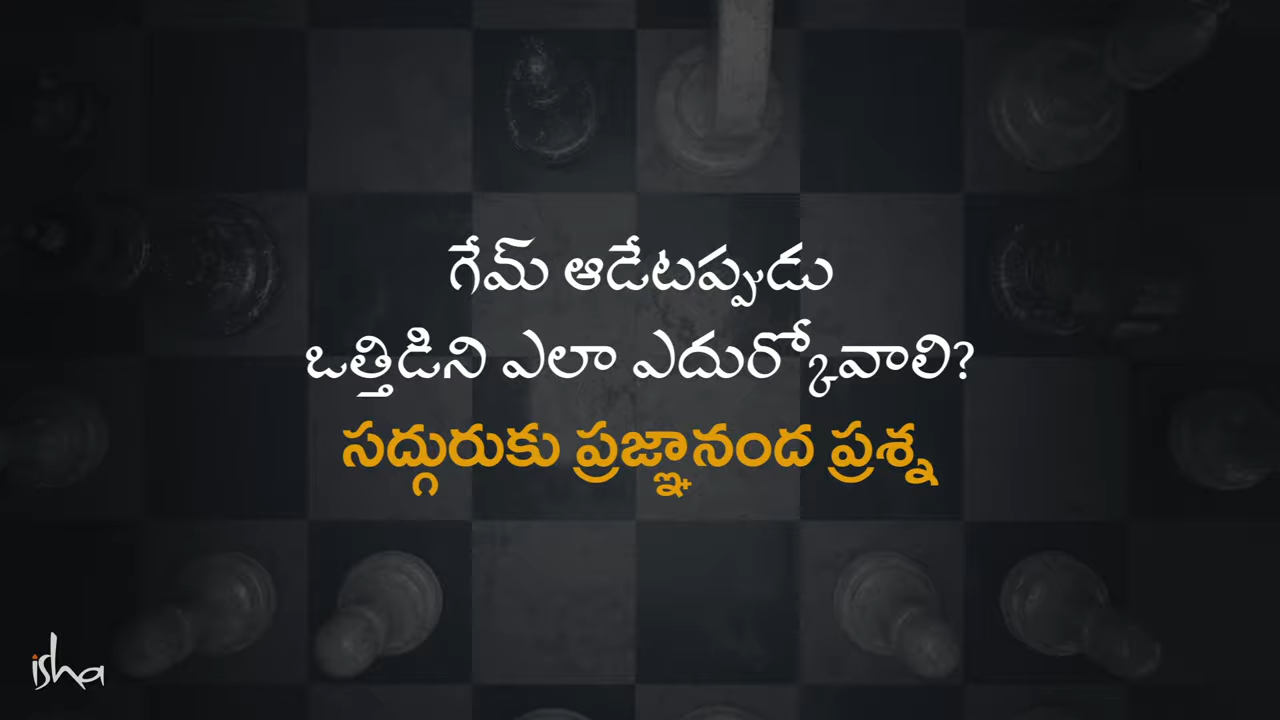 గేమ్ ఆడేటప్పుడు
ఒత్తిడిని ఎలా ఎదుర్కోవాలి?
సద్గురుకు ప్రజ్ఞానంద ప్రశ్న
isha